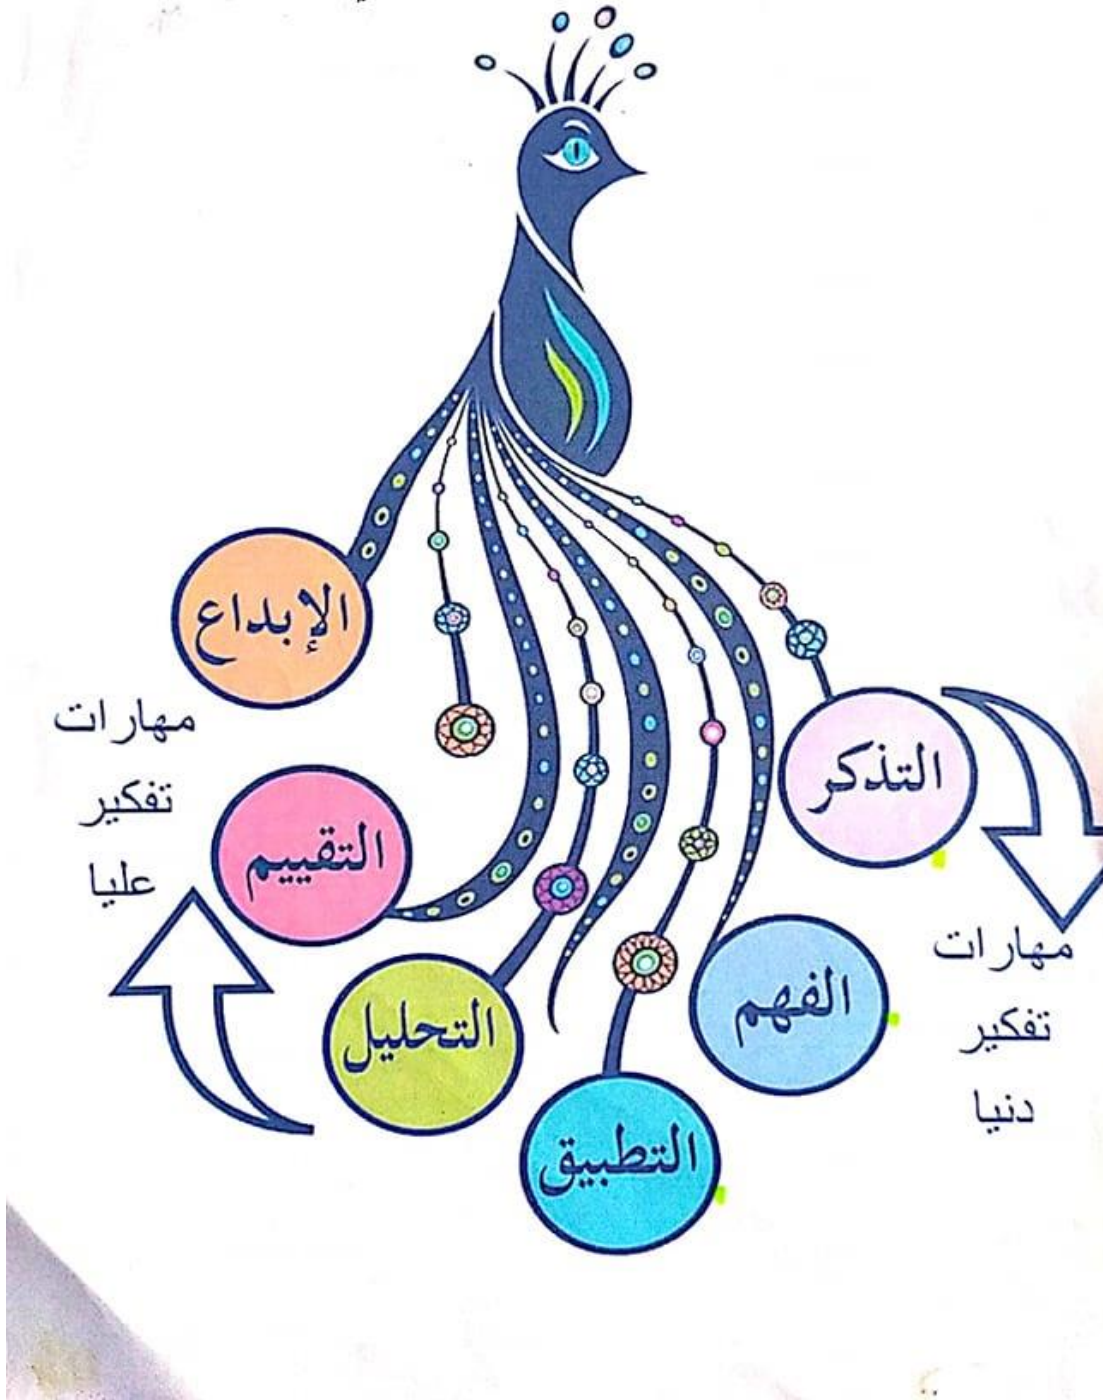 التذكر
الفهم
التطبيق
التحليل
التقييم
الإبداع
مهارات
تفكير
دنيا
مهارات
تفكير
عليا